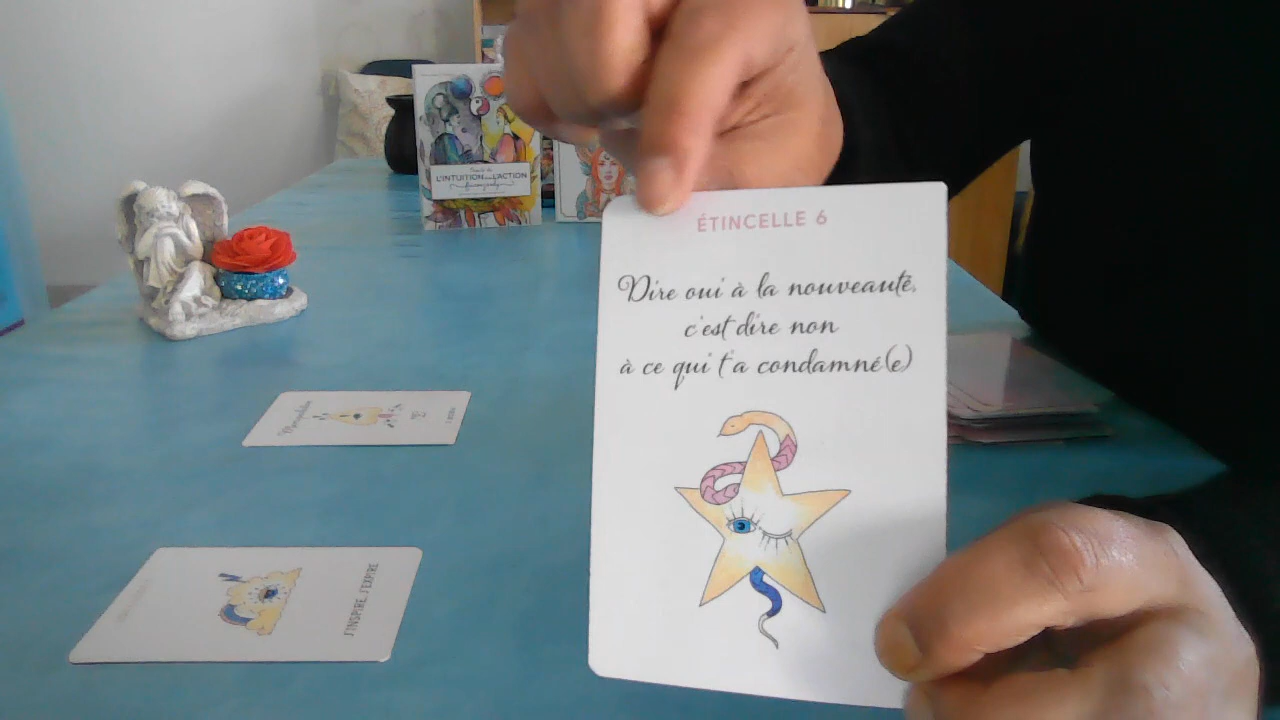 L'INTUITION L'ACTION
ÉTINCELLE 6
Dire oui à la nouveauté,
c'est dire non
à ce qui t'a condamné(e)
J'INSPIRE, J'EXPIRE